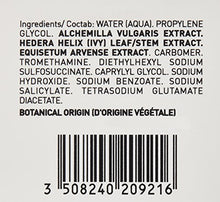 Ingredients/ Coctab: WATER (AQUA). PROPYLENE
GLYCOL. ALCHEMILLA VULGARIS EXTRACT.
HEDERA HELIX (IVY) LEAF/STEM EXTRACT.
EQUISETUM ARVENSE EXTRACT. CARBOMER.
TROMETHAMINE. DIETHYLHEXYL SODIUM
SULFOSUCCINATE. CAPRYLYL GLYCOL. SODIUM
HYDROXIDE. SODIUM BENZOATE. SODIUM
SALICYLATE. TETRASODIUM GLUTAMATE
DIACETATE.
BOTANICAL ORIGIN (D'ORIGINE VÉGÉTALE)
3 508240 209216